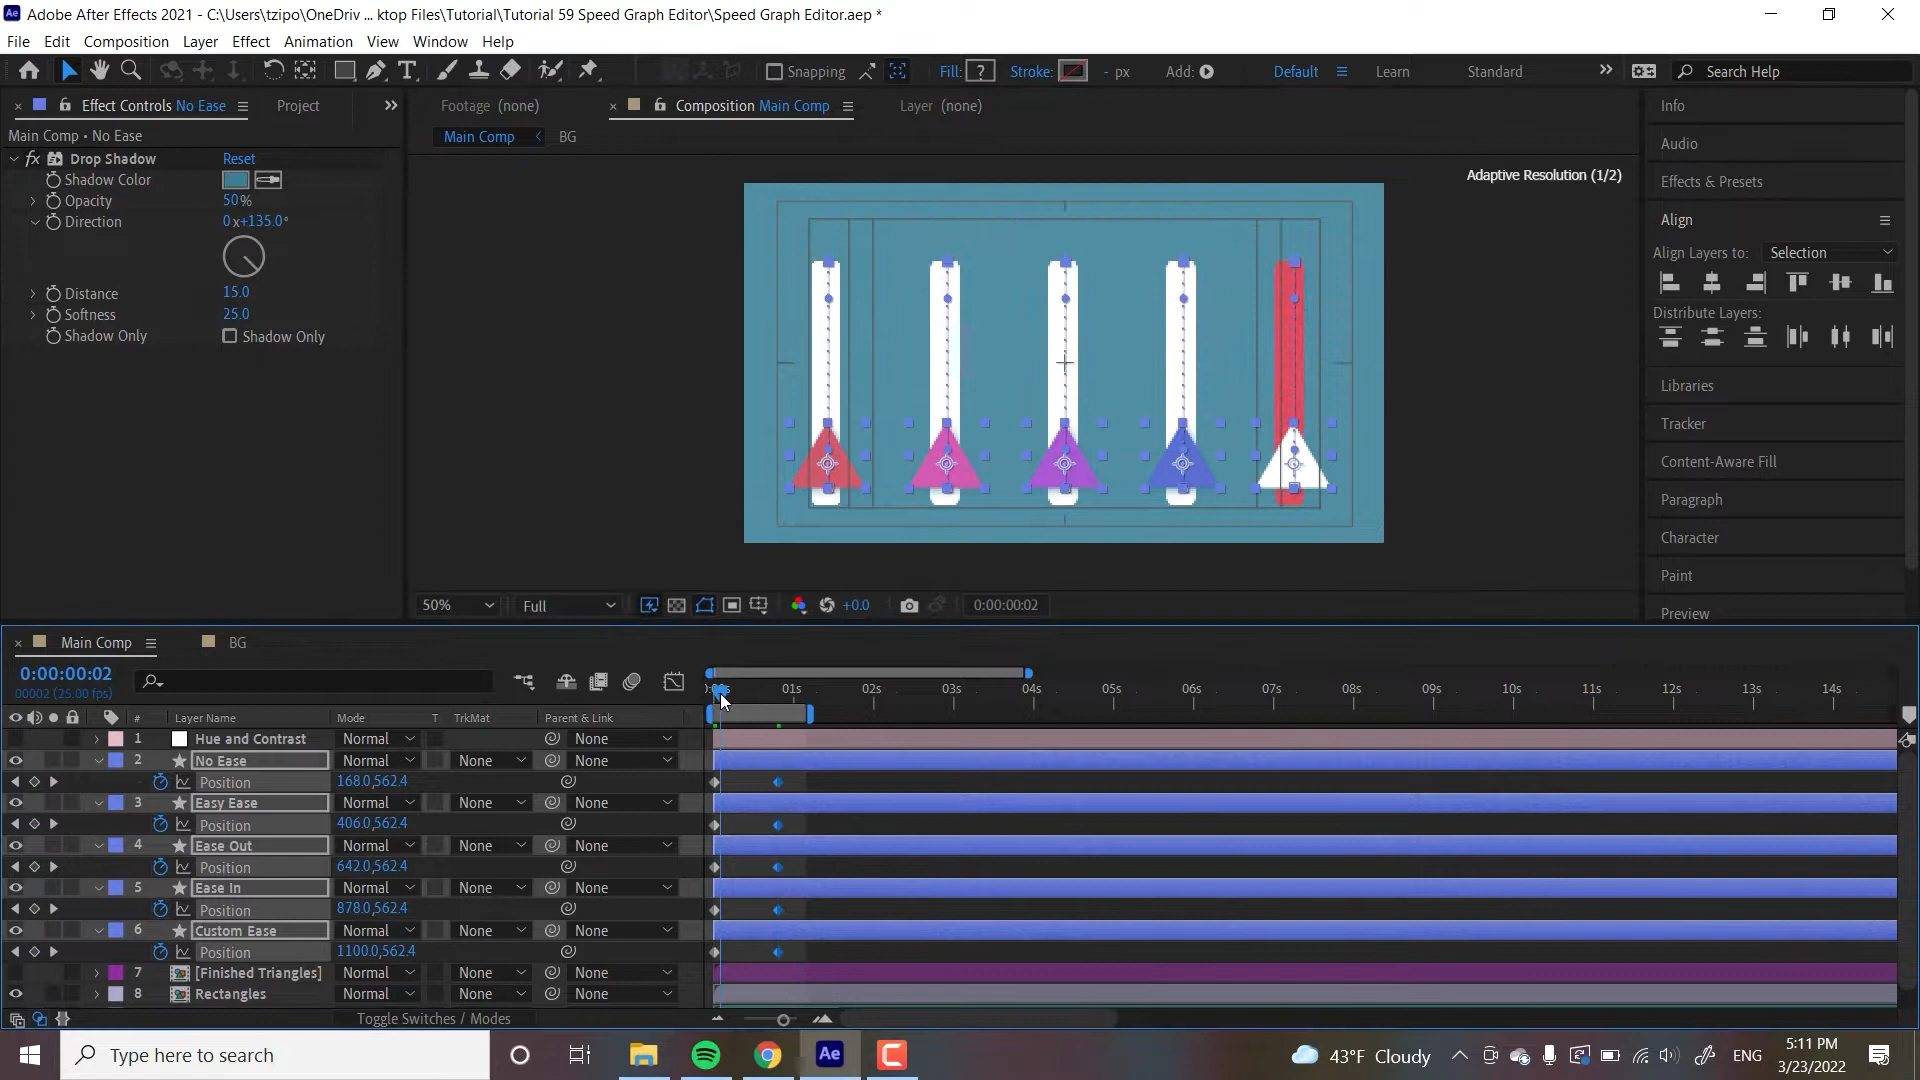 Adobe After Effects 2021 - C:\Users\tzipo\OneDriv ... ktop Files\Tutorial\Tutorial 59 Speed Graph Editor\Speed Graph Editor.aep *
File Edit Composition Layer Effect Animation View Window Help
Snapping Fill: ? Stroke: - px Add: Default Learn Standard Search Help
Effect Controls No Ease Project Footage (none) Composition Main Comp Layer (none) Info
Main Comp • No Ease Main Comp BG
Audio
fx Drop Shadow Reset
Shadow Color
Opacity 50%
Direction 0x+135.0°
Distance 15.0
Softness 25.0
Shadow Only Shadow Only
Adaptive Resolution (1/2)
Effects & Presets
Align
Align Layers to: Selection
Distribute Layers:
Libraries
Tracker
Content-Aware Fill
Paragraph
Character
Paint
Preview
50% Full +0.0 0:00:00:02
Main Comp BG
0:00:00:02
00002 (25.00 fps)
01s 02s 03s 04s 05s 06s 07s 08s 09s 10s 11s 12s 13s 14s
# Layer Name Mode T TrkMat Parent & Link
1 Hue and Contrast Normal None
2 No Ease Normal None None
Position 168.0,562.4
3 Easy Ease Normal None None
Position 406.0,562.4
4 Ease Out Normal None None
Position 642.0,562.4
5 Ease In Normal None None
Position 878.0,562.4
6 Custom Ease Normal None None
Position 1100.0,562.4
7 [Finished Triangles] Normal None None
8 Rectangles Normal None None
Toggle Switches / Modes
Type here to search
Ae
43°F Cloudy ENG
5:11 PM
3/23/2022